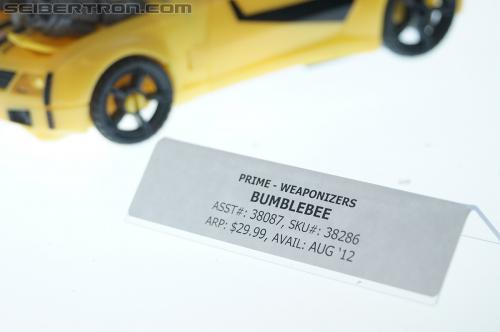 SEIBERTRON.COM
PRIME - WEAPONIZERS
BUMBLEBEE
ASST#: 38087, SKU#: 38286
ARP: $29.99, AVAIL: AUG '12